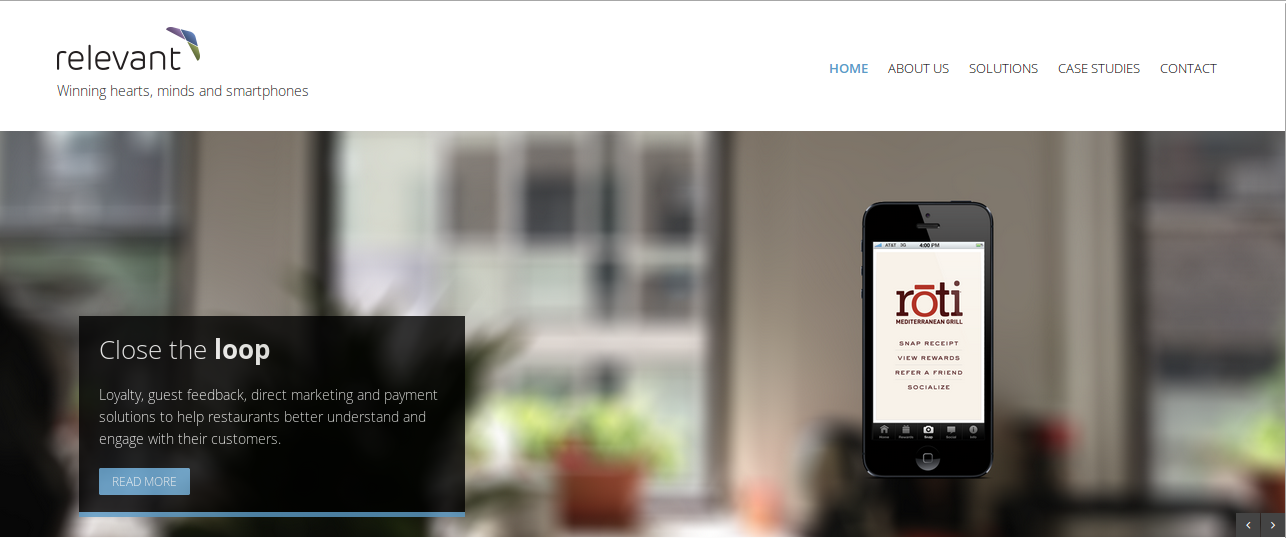 relevant
Winning hearts, minds and smartphones
HOME ABOUT US SOLUTIONS CASE STUDIES CONTACT
Close the loop
Loyalty, guest feedback, direct marketing and payment
solutions to help restaurants better understand and
engage with their customers.
READ MORE
AT&T 3G 4:00 PM
rōti
MEDITERRANEAN GRILL
SNAP RECEIPT
VIEW REWARDS
REFER A FRIEND
SOCIALIZE
Home Rewards Snap Social Info